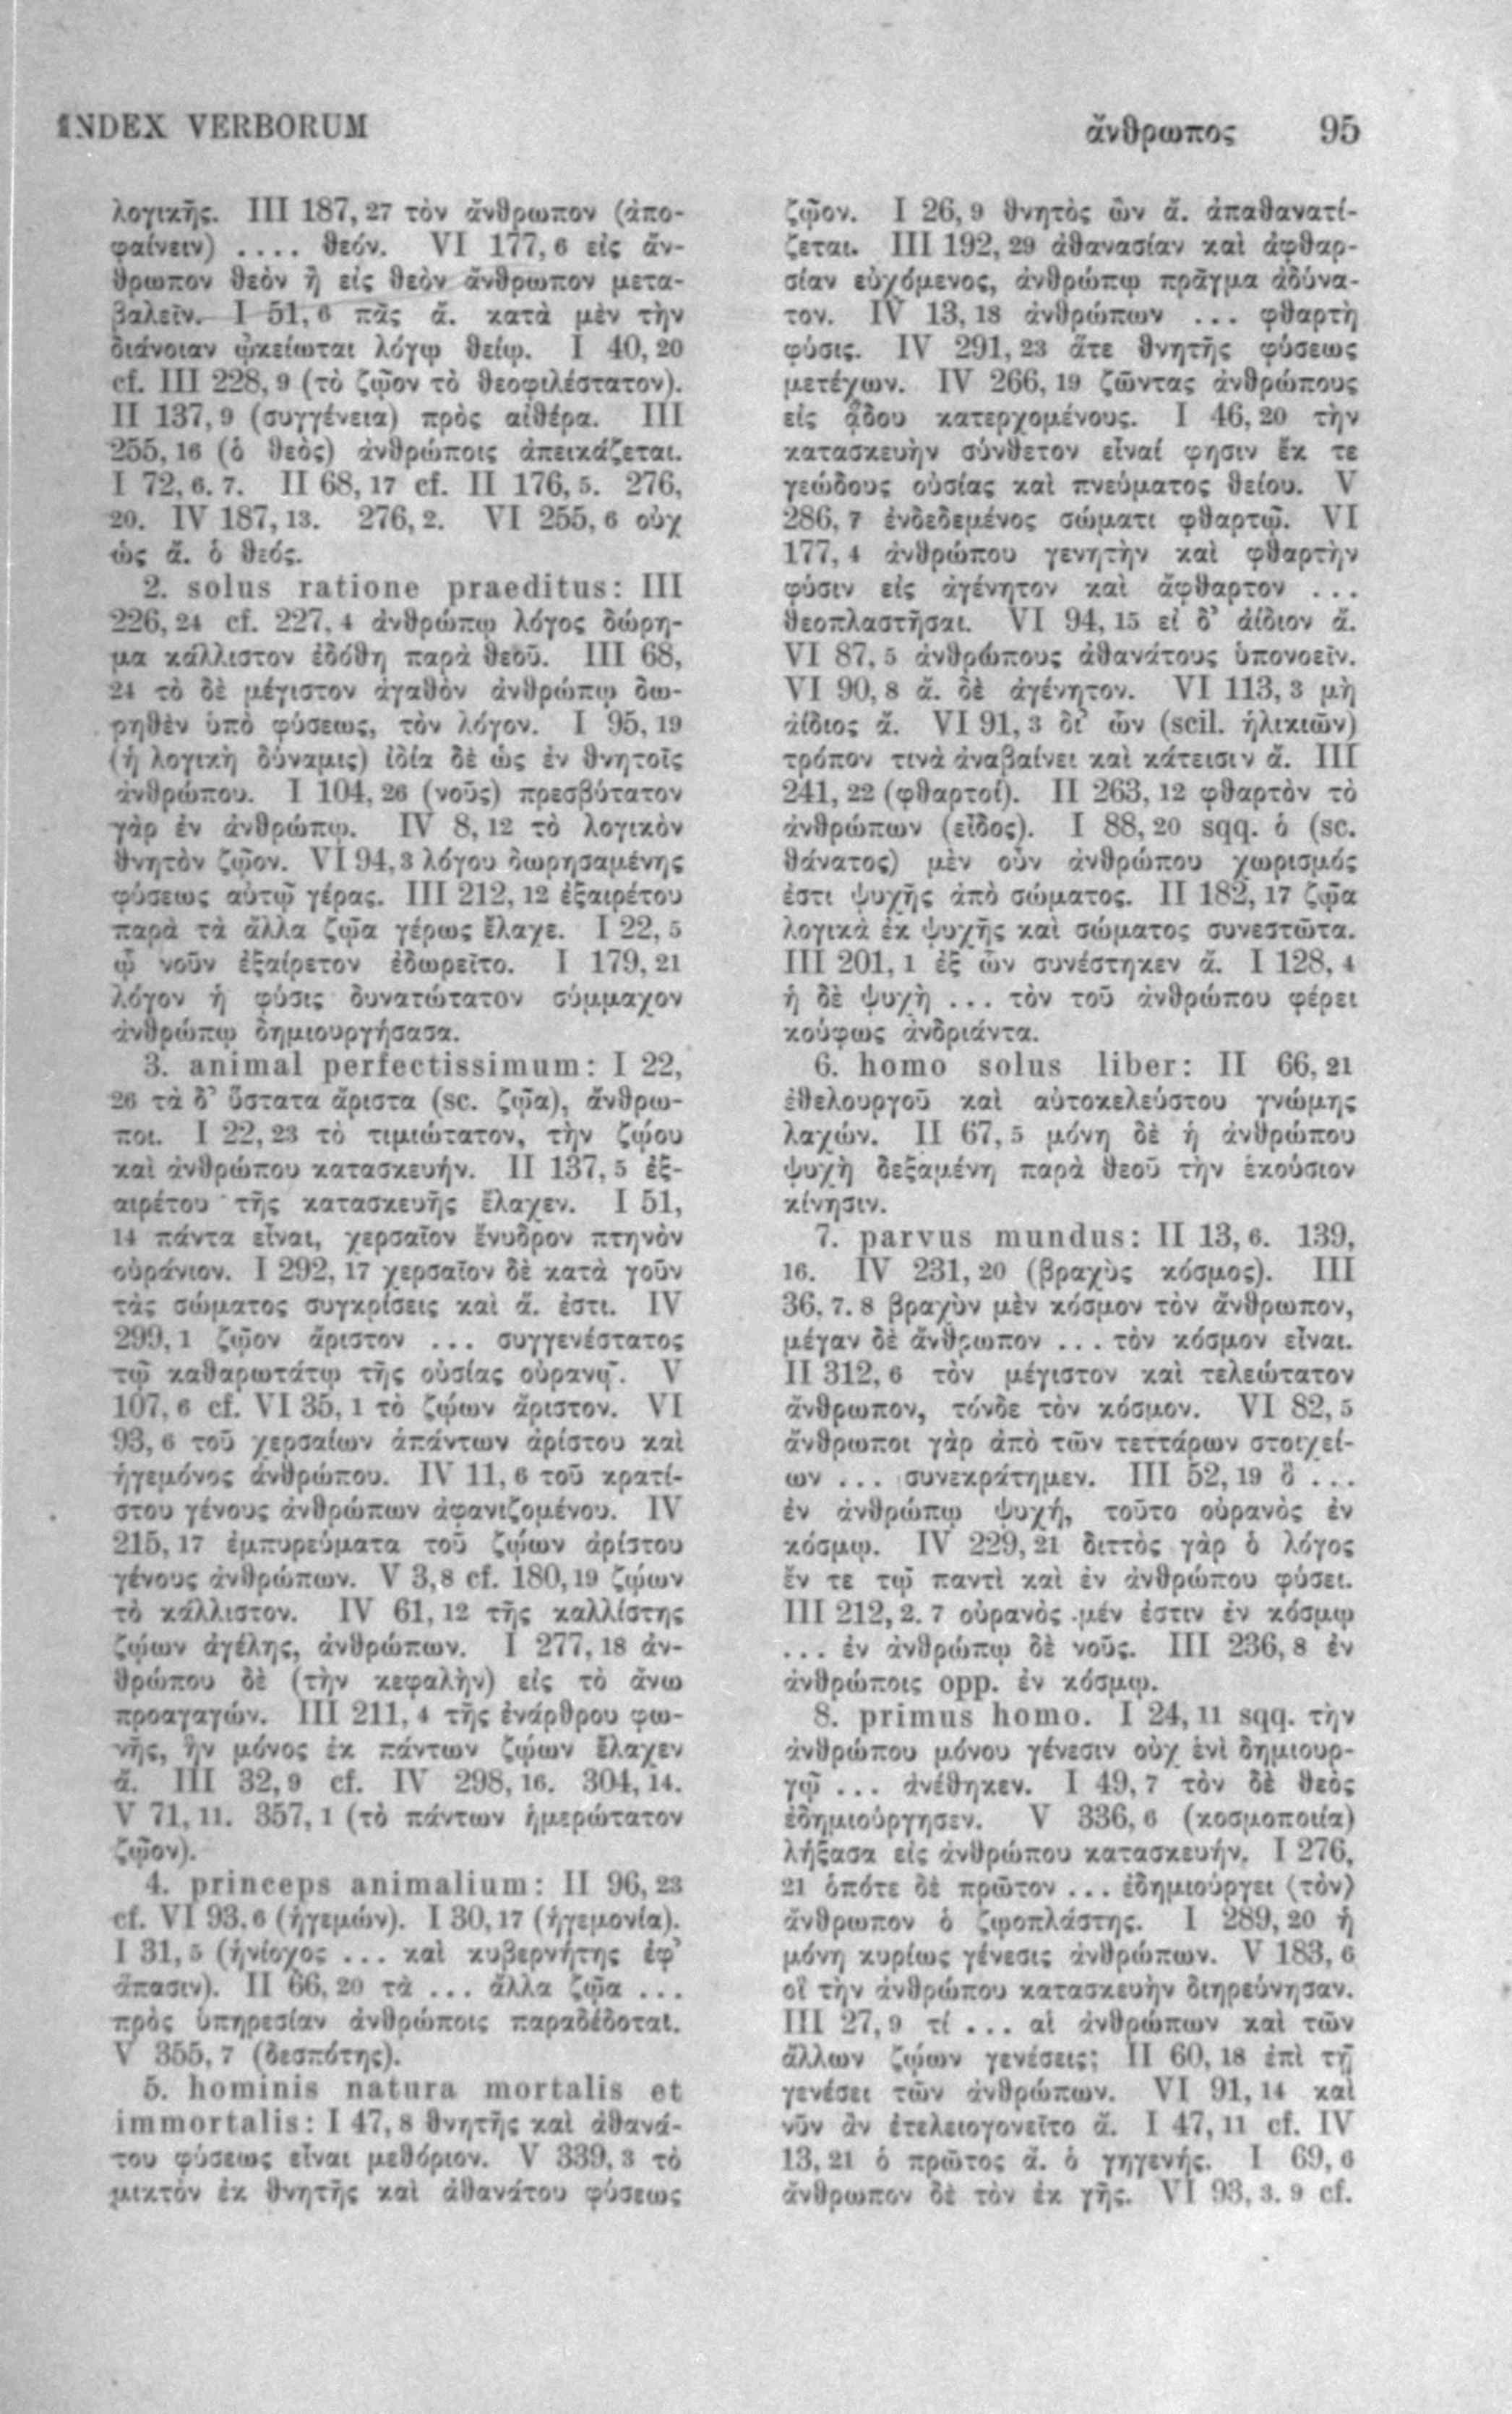 INDEX VERBORUM
ἄνθρωπος 95
λογικῆς. III 187, 27 τὸν ἄνθρωπον (ἀπο-
φαίνειν) .... θεόν. VI 177, 6 εἰς ἄν-
θρωπον θεὸν ἢ εἰς θεὸν ἄνθρωπον μετα-
βαλεῖν. I 51, 6 πᾶς ἄ. κατὰ μὲν τὴν
διάνοιαν ᾠκείωται λόγῳ θείῳ. I 40, 20
cf. III 228, 9 (τὸ ζῷον τὸ θεοφιλέστατον).
II 137, 9 (συγγένεια) πρὸς αἰθέρα. III
255, 16 (ὁ θεὸς) ἀνθρώποις ἀπεικάζεται.
I 72, 6. 7. II 68, 17 cf. II 176, 5. 276,
20. IV 187, 13. 276, 2. VI 255, 6 οὐχ
ὡς ἄ. ὁ θεός.
2. solus ratione praeditus: III
226, 24 cf. 227, 4 ἀνθρώπῳ λόγος δώρη-
μα κάλλιστον ἐδόθη παρὰ θεοῦ. III 68,
24 τὸ δὲ μέγιστον ἀγαθὸν ἀνθρώπῳ δω-
ρηθὲν ὑπὸ φύσεως, τὸν λόγον. I 95, 19
(ἡ λογικὴ δύναμις) ἰδία δὲ ὡς ἐν θνητοῖς
ἀνθρώπου. I 104, 26 (νοῦς) πρεσβύτατον
γὰρ ἐν ἀνθρώπῳ. IV 8, 12 τὸ λογικὸν
θνητὸν ζῷον. VI 94, 3 λόγου δωρησαμένης
φύσεως αὐτῷ γέρας. III 212, 12 ἐξαιρέτου
παρὰ τὰ ἄλλα ζῷα γέρως ἔλαχε. I 22, 5
ᾧ νοῦν ἐξαίρετον ἐδωρεῖτο. I 179, 21
λόγον ἡ φύσις δυνατώτατον σύμμαχον
ἀνθρώπῳ δημιουργήσασα.
3. animal perfectissimum: I 22,
26 τὰ δ’ ὕστατα ἄριστα (sc. ζῷα), ἄνθρω-
ποι. I 22, 23 τὸ τιμιώτατον, τὴν ζῴου
καὶ ἀνθρώπου κατασκευήν. II 137, 5 ἐξ-
αιρέτου τῆς κατασκευῆς ἔλαχεν. I 51,
14 πάντα εἶναι, χερσαῖον ἔνυδρον πτηνὸν
οὐράνιον. I 292, 17 χερσαῖον δὲ κατὰ γοῦν
τὰς σώματος συγκρίσεις καὶ ἄ. ἐστι. IV
299, 1 ζῷον ἄριστον ... συγγενέστατος
τῷ καθαρωτάτῳ τῆς οὐσίας οὐρανῷ. V
107, 6 cf. VI 35, 1 τὸ ζῴων ἄριστον. VI
93, 6 τοῦ χερσαίων ἁπάντων ἀρίστου καὶ
ἡγεμόνος ἀνθρώπου. IV 11, 6 τοῦ κρατί-
στου γένους ἀνθρώπων ἀφανιζομένου. IV
215, 17 ἐμπυρεύματα τοῦ ζῴων ἀρίστου
γένους ἀνθρώπων. V 3, 8 cf. 180, 19 ζῴων
τὸ κάλλιστον. IV 61, 12 τῆς καλλίστης
ζῴων ἀγέλης, ἀνθρώπων. I 277, 18 ἀν-
θρώπου δὲ (τὴν κεφαλὴν) εἰς τὸ ἄνω
προαγαγών. III 211, 4 τῆς ἐνάρθρου φω-
νῆς, ἣν μόνος ἐκ πάντων ζῴων ἔλαχεν
ἄ. III 32, 9 cf. IV 298, 16. 304, 14.
V 71, 11. 357, 1 (τὸ πάντων ἡμερώτατον
ζῷον).
4. princeps animalium: II 96, 23
cf. VI 93, 6 (ἡγεμών). I 30, 17 (ἡγεμονία).
I 31, 5 (ἡνίοχος ... καὶ κυβερνήτης ἐφ’
ἅπασιν). II 66, 20 τὰ ... ἄλλα ζῷα ...
πρὸς ὑπηρεσίαν ἀνθρώποις παραδέδοται.
V 355, 7 (δεσπότης).
5. hominis natura mortalis et
immortalis: I 47, 8 θνητῆς καὶ ἀθανά-
του φύσεως εἶναι μεθόριον. V 339, 3 τὸ
μικτὸν ἐκ θνητῆς καὶ ἀθανάτου φύσεως
ζῷον. I 26, 9 θνητὸς ὢν ἄ. ἀπαθανατί-
ζεται. III 192, 29 ἀθανασίαν καὶ ἀφθαρ-
σίαν εὐχόμενος, ἀνθρώπῳ πρᾶγμα ἀδύνα-
τον. IV 13, 18 ἀνθρώπων ... φθαρτὴ
φύσις. IV 291, 23 ἅτε θνητῆς φύσεως
μετέχων. IV 266, 19 ζῶντας ἀνθρώπους
εἰς ᾅδου κατερχομένους. I 46, 20 τὴν
κατασκευὴν σύνθετον εἶναί φησιν ἔκ τε
γεώδους οὐσίας καὶ πνεύματος θείου. V
286, 7 ἐνδεδεμένος σώματι φθαρτῷ. VI
177, 4 ἀνθρώπου γενητὴν καὶ φθαρτὴν
φύσιν εἰς ἀγένητον καὶ ἄφθαρτον ...
θεοπλαστῆσαι. VI 94, 15 εἰ δ’ ἀίδιον ἄ.
VI 87, 5 ἀνθρώπους ἀθανάτους ὑπονοεῖν.
VI 90, 8 ἄ. δὲ ἀγένητον. VI 113, 3 μὴ
ἀίδιος ἄ. VI 91, 3 δι’ ὧν (scil. ἡλικιῶν)
τρόπον τινὰ ἀναβαίνει καὶ κάτεισιν ἄ. III
241, 22 (φθαρτοί). II 263, 12 φθαρτὸν τὸ
ἀνθρώπων (εἶδος). I 88, 20 sqq. ὁ (sc.
θάνατος) μὲν οὖν ἀνθρώπου χωρισμός
ἐστι ψυχῆς ἀπὸ σώματος. II 182, 17 ζῷα
λογικὰ ἐκ ψυχῆς καὶ σώματος συνεστῶτα.
III 201, 1 ἐξ ὧν συνέστηκεν ἄ. I 128, 4
ἡ δὲ ψυχὴ ... τὸν τοῦ ἀνθρώπου φέρει
κούφως ἀνδριάντα.
6. homo solus liber: II 66, 21
ἐθελουργοῦ καὶ αὐτοκελεύστου γνώμης
λαχών. II 67, 5 μόνη δὲ ἡ ἀνθρώπου
ψυχὴ δεξαμένη παρὰ θεοῦ τὴν ἑκούσιον
κίνησιν.
7. parvus mundus: II 13, 6. 139,
16. IV 231, 20 (βραχὺς κόσμος). III
36, 7. 8 βραχὺν μὲν κόσμον τὸν ἄνθρωπον,
μέγαν δὲ ἄνθρωπον ... τὸν κόσμον εἶναι.
II 312, 6 τὸν μέγιστον καὶ τελεώτατον
ἄνθρωπον, τόνδε τὸν κόσμον. VI 82, 5
ἄνθρωποι γὰρ ἀπὸ τῶν τεττάρων στοιχεί-
ων ... συνεκράτημεν. III 52, 19 ὃ ...
ἐν ἀνθρώπῳ ψυχή, τοῦτο οὐρανὸς ἐν
κόσμῳ. IV 229, 21 διττὸς γὰρ ὁ λόγος
ἔν τε τῷ παντὶ καὶ ἐν ἀνθρώπου φύσει.
III 212, 2. 7 οὐρανὸς μέν ἐστιν ἐν κόσμῳ
... ἐν ἀνθρώπῳ δὲ νοῦς. III 236, 8 ἐν
ἀνθρώποις opp. ἐν κόσμῳ.
8. primus homo. I 24, 11 sqq. τὴν
ἀνθρώπου μόνου γένεσιν οὐχ ἑνὶ δημιουρ-
γῷ ... ἀνέθηκεν. I 49, 7 τὸν δὲ θεὸς
ἐδημιούργησεν. V 336, 6 (κοσμοποιία)
λήξασα εἰς ἀνθρώπου κατασκευήν. I 276,
21 ὁπότε δὲ πρῶτον ... ἐδημιούργει ⟨τὸν⟩
ἄνθρωπον ὁ ζῳοπλάστης. I 289, 20 ἡ
μόνη κυρίως γένεσις ἀνθρώπων. V 183, 6
οἳ τὴν ἀνθρώπου κατασκευὴν διηρεύνησαν.
III 27, 9 τί ... αἱ ἀνθρώπων καὶ τῶν
ἄλλων ζῴων γενέσεις; II 60, 18 ἐπὶ τῇ
γενέσει τῶν ἀνθρώπων. VI 91, 14 καὶ
νῦν ἂν ἐτελειογονεῖτο ἄ. I 47, 11 cf. IV
13, 21 ὁ πρῶτος ἄ. ὁ γηγενής. I 69, 6
ἄνθρωπον δὲ τὸν ἐκ γῆς. VI 93, 3. 9 cf.